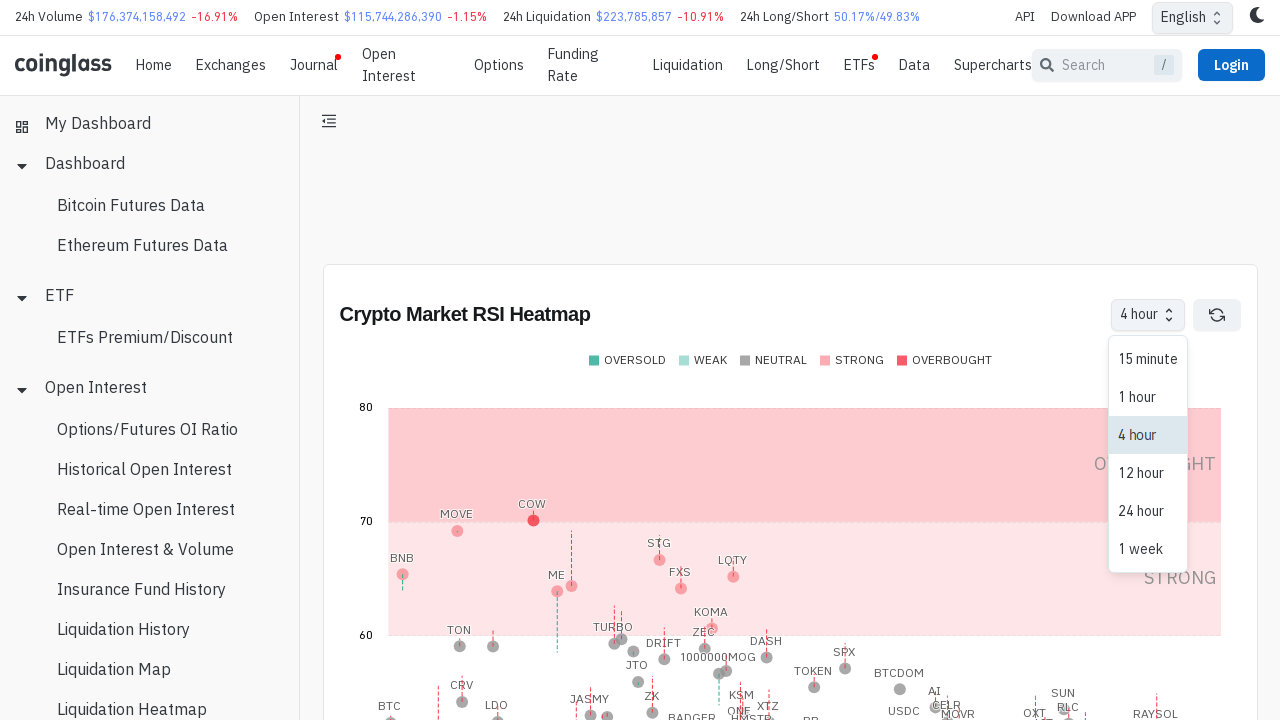 24h Volume $176,374,158,492 -16.91% Open Interest $115,744,286,390 -1.15% 24h Liquidation $223,785,857 -10.91% 24h Long/Short 50.17%/49.83% API Download APP English
coinglass Home Exchanges Journal Open Interest Options Funding Rate Liquidation Long/Short ETFs Data Supercharts Search / Login
My Dashboard
Dashboard
Bitcoin Futures Data
Ethereum Futures Data
ETF
ETFs Premium/Discount
Open Interest
Options/Futures OI Ratio
Historical Open Interest
Real-time Open Interest
Open Interest & Volume
Insurance Fund History
Liquidation History
Liquidation Map
Liquidation Heatmap
Crypto Market RSI Heatmap
4 hour
15 minute
1 hour
4 hour
12 hour
24 hour
1 week
OVERSOLD WEAK NEUTRAL STRONG OVERBOUGHT
80
COW
MOVE
70
STG
BNB
LQTY
FXS
ME
STRONG
KOMA
TURBO
TON
ZEC
60
DRIFT
DASH
SPX
1000000MOG
JTO
TOKEN
BTCDOM
CRV
AI
SUN
JASMY
ZK
KSM
BTC
LDO
XTZ
CELR
RLC
ONE
USDC
MOVR
OXT
RAYSOL
BADGER